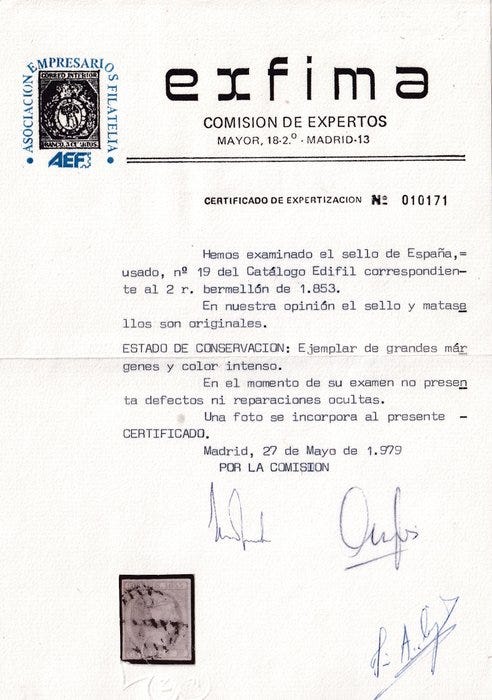 ASOCIACIÓN EMPRESARIOS FILATELIA
CORREO INTERIOR
FRANCO. 3. CUARTOS
AEF
exfima
COMISION DE EXPERTOS
MAYOR, 18-2.º - MADRID-13
CERTIFICADO DE EXPERTIZACION Nº 010171
Hemos examinado el sello de España,=
usado, nº 19 del Catálogo Edifil correspondien-
te al 2 r. bermellón de 1.853.
En nuestra opinión el sello y matase
llos son originales.
ESTADO DE CONSERVACION: Ejemplar de grandes már
genes y color intenso.
En el momento de su examen no presen
ta defectos ni reparaciones ocultas.
Una foto se incorpora al presente -
CERTIFICADO.
Madrid, 27 de Mayo de 1.979
POR LA COMISION